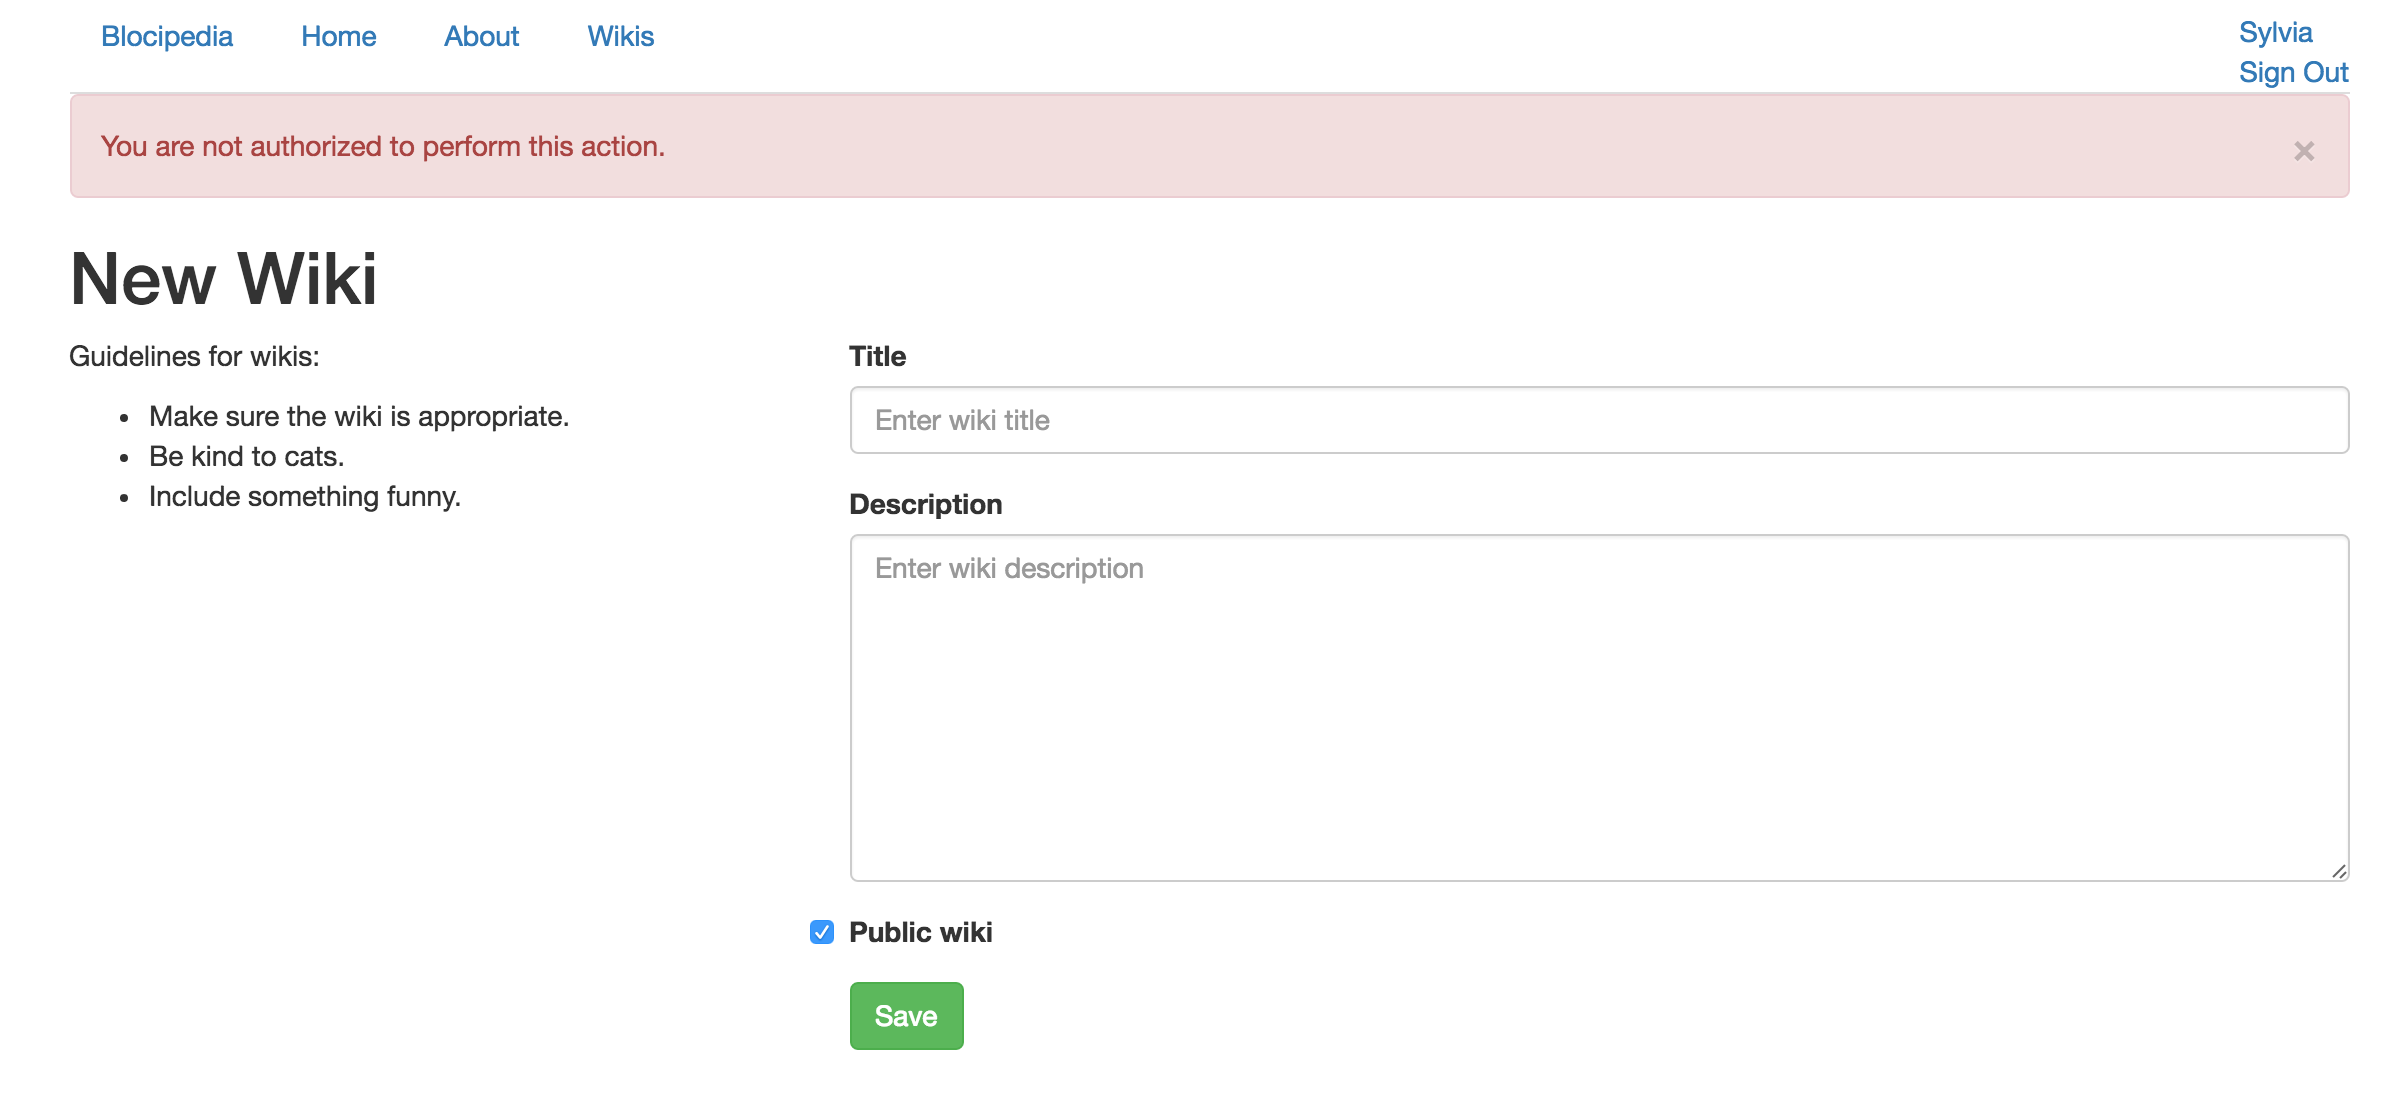 Blocipedia Home About Wikis
Sylvia
Sign Out
You are not authorized to perform this action.
×
New Wiki
Guidelines for wikis:
• Make sure the wiki is appropriate.
• Be kind to cats.
• Include something funny.
Title
Enter wiki title
Description
Enter wiki description
Public wiki
Save